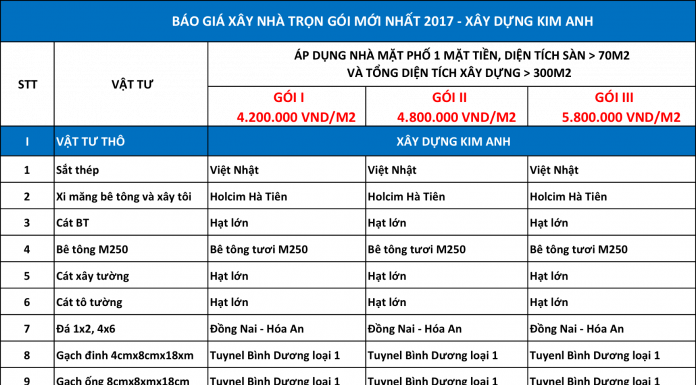 BÁO GIÁ XÂY NHÀ TRỌN GÓI MỚI NHẤT 2017 - XÂY DỰNG KIM ANH
STT VẬT TƯ ÁP DỤNG NHÀ MẶT PHỐ 1 MẶT TIỀN, DIỆN TÍCH SÀN > 70M2
VÀ TỔNG DIỆN TÍCH XÂY DỰNG > 300M2
GÓI I GÓI II GÓI III
4.200.000 VND/M2 4.800.000 VND/M2 5.800.000 VND/M2
I VẬT TƯ THÔ XÂY DỰNG KIM ANH
1 Sắt thép Việt Nhật Việt Nhật Việt Nhật
2 Xi măng bê tông và xây tôi Holcim Hà Tiên Holcim Hà Tiên Holcim Hà Tiên
3 Cát BT Hạt lớn Hạt lớn Hạt lớn
4 Bê tông M250 Bê tông tươi M250 Bê tông tươi M250 Bê tông tươi M250
5 Cát xây tường Hạt lớn Hạt lớn Hạt lớn
6 Cát tô tường Hạt lớn Hạt lớn Hạt lớn
7 Đá 1x2, 4x6 Đồng Nai - Hóa An Đồng Nai - Hóa An Đồng Nai - Hóa An
8 Gạch đinh 4cmx8cmx18xm Tuynel Bình Dương loại 1 Tuynel Bình Dương loại 1 Tuyenl Bình Dương loại 1
9 Gạch ống 8cmx8xmx18cm Tuynel Bình Dương loại 1 Tuynel Bình Dương loại 1 Tuynel Bình Dương loại 1